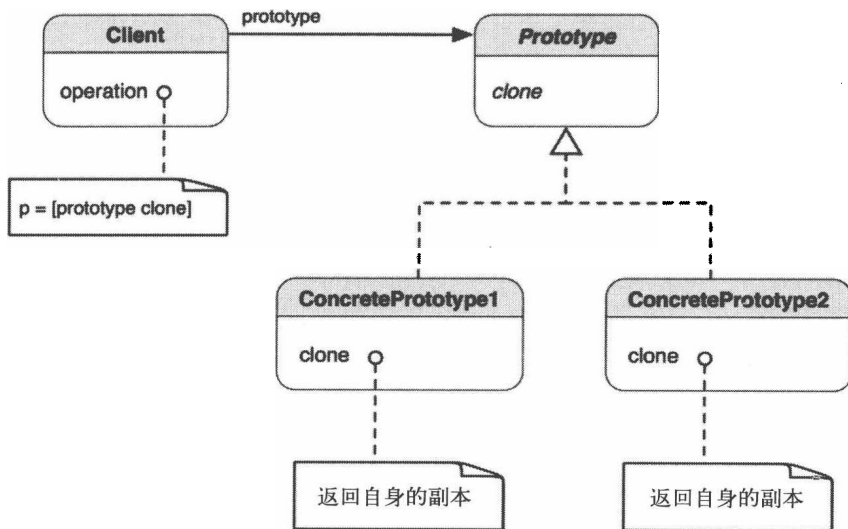 prototype
Client
Prototype
operation
clone
p = [prototype clone]
ConcretePrototype1
ConcretePrototype2
clone
clone
返回自身的副本
返回自身的副本